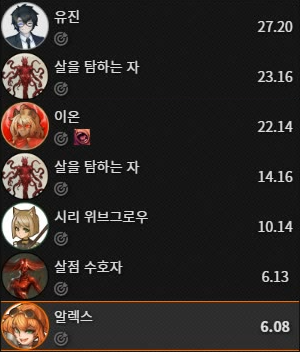 유진
27.20
살을 탐하는 자
23.16
이온
22.14
살을 탐하는 자
14.16
시리 위브그로우
10.14
살점 수호자
6.13
알렉스
6.08